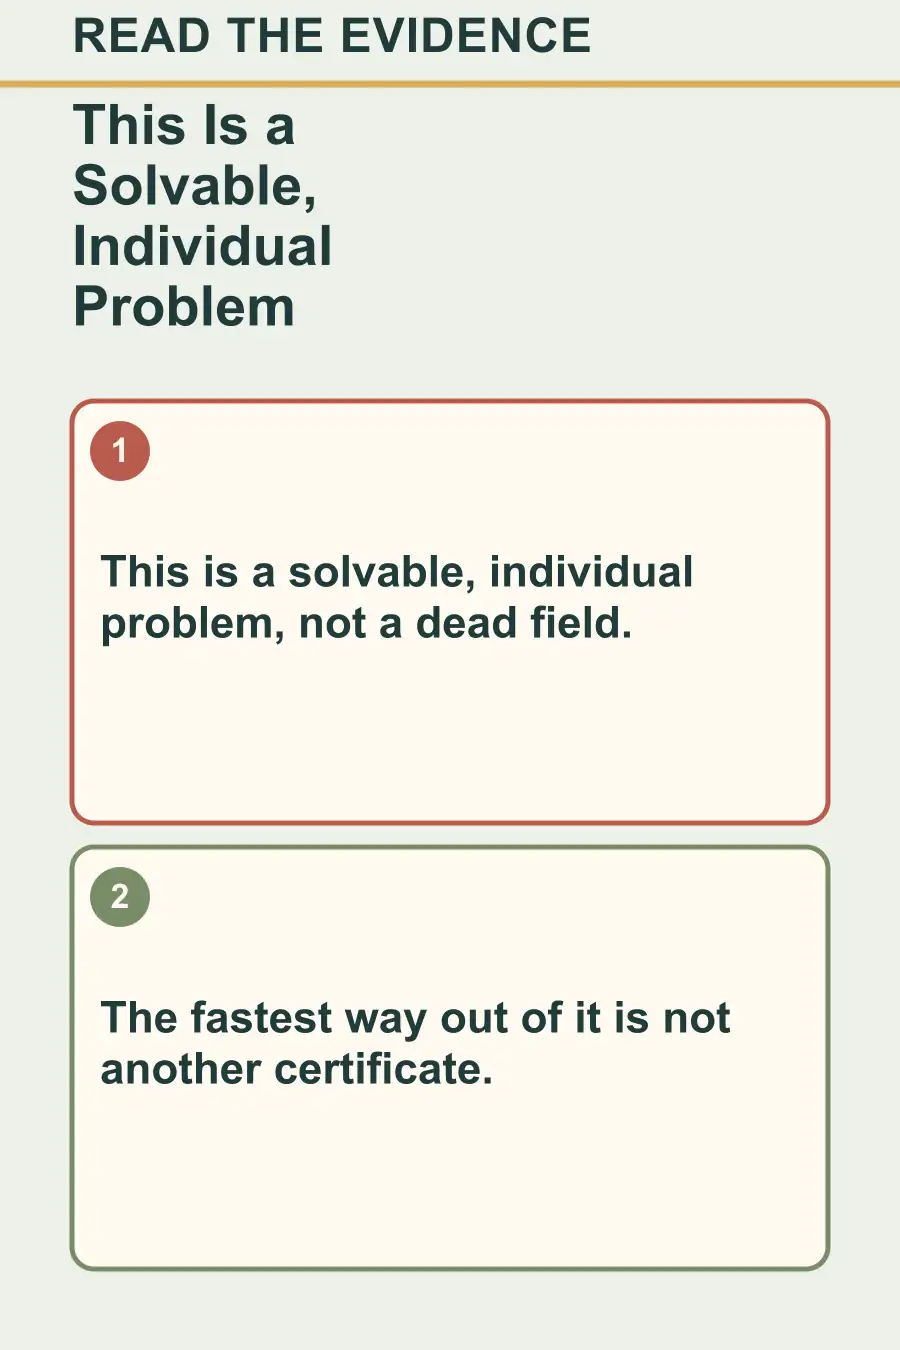 READ THE EVIDENCE
This Is a
Solvable,
Individual
Problem
1
This is a solvable, individual
problem, not a dead field.
2
The fastest way out of it is not
another certificate.